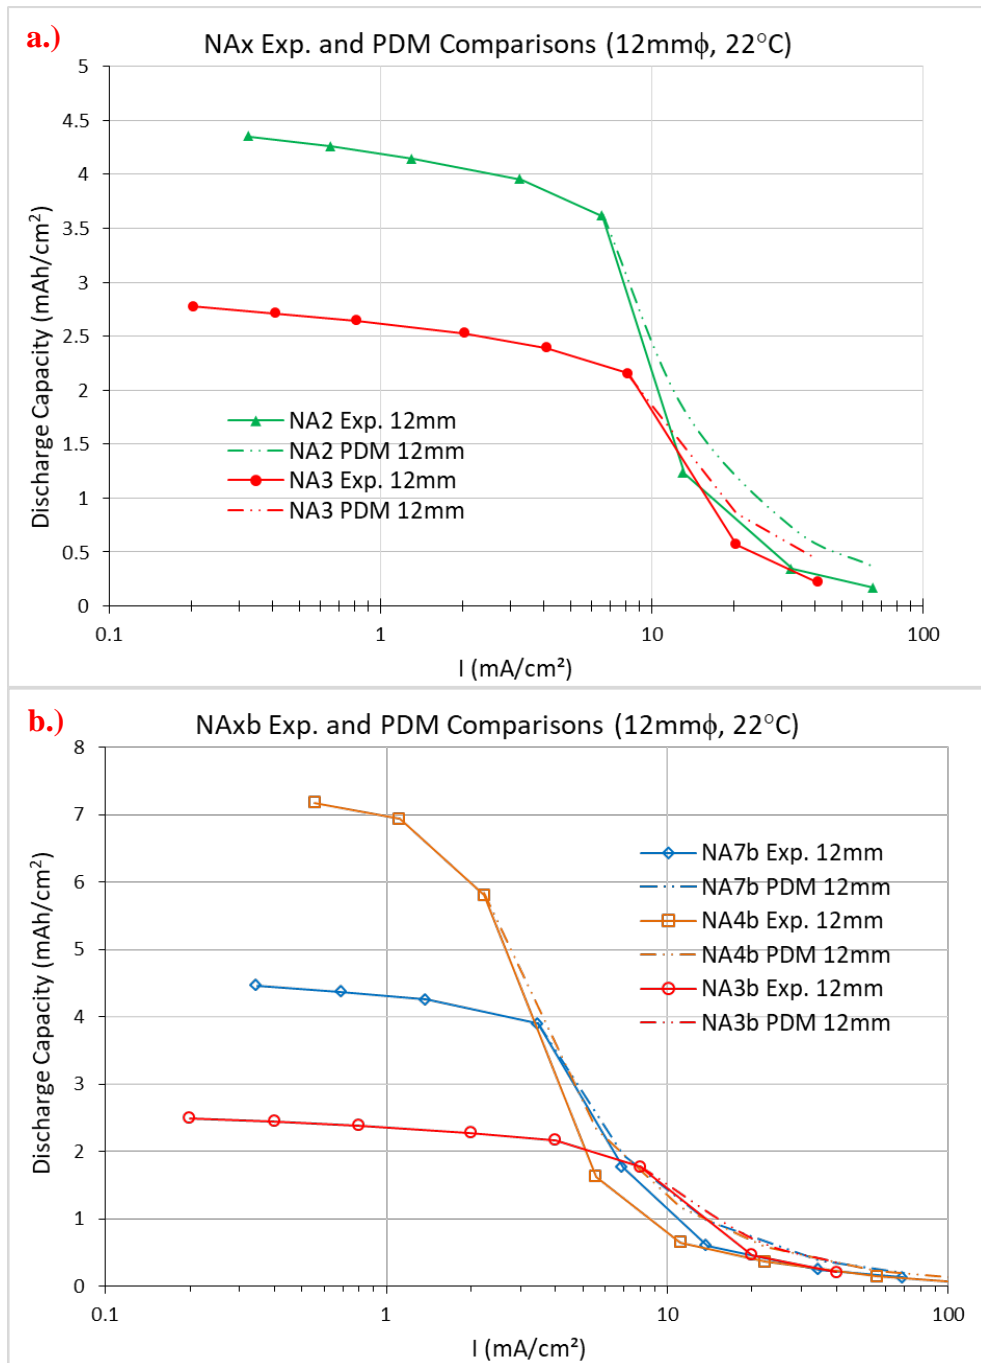 a.)
NAx Exp. and PDM Comparisons (12mmϕ, 22°C)
5
4.5
4
3.5
3
2.5
2
1.5
1
0.5
0
Discharge Capacity (mAh/cm²)
NA2 Exp. 12mm
NA2 PDM 12mm
NA3 Exp. 12mm
NA3 PDM 12mm
0.1 1 10 100
I (mA/cm²)
b.)
NAxb Exp. and PDM Comparisons (12mmϕ, 22°C)
8
7
6
5
4
3
2
1
0
Discharge Capacity (mAh/cm²)
NA7b Exp. 12mm
NA7b PDM 12mm
NA4b Exp. 12mm
NA4b PDM 12mm
NA3b Exp. 12mm
NA3b PDM 12mm
0.1 1 10 100
I (mA/cm²)